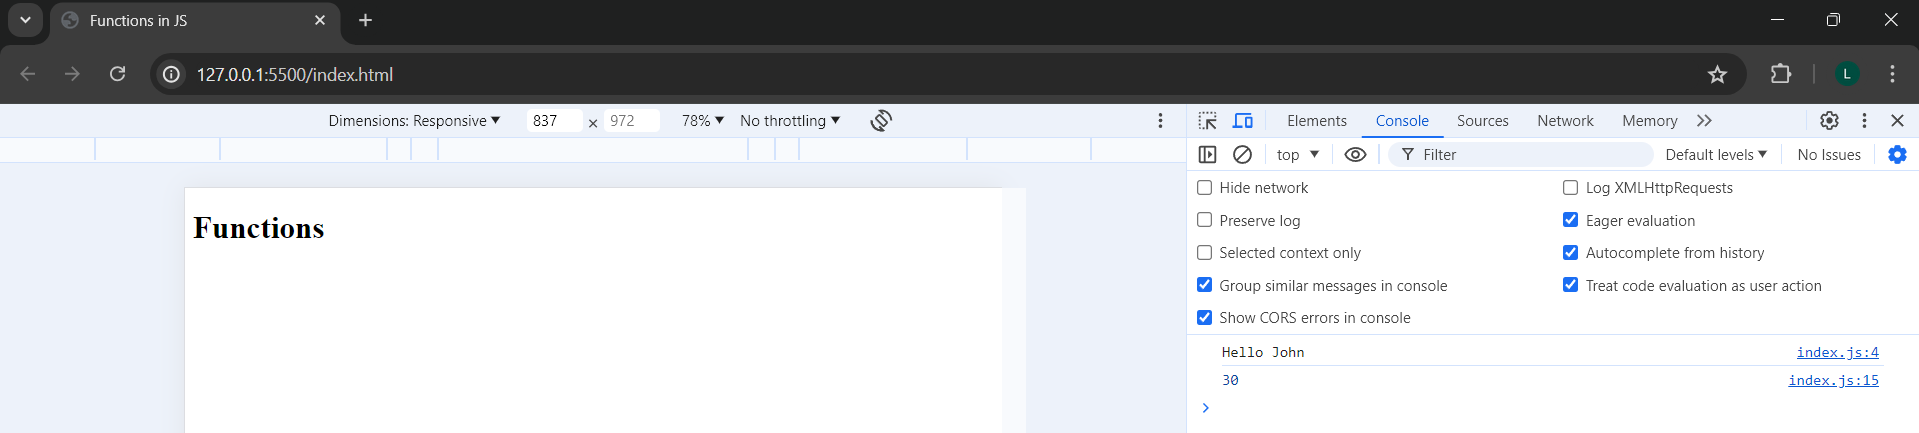 Functions in JS
127.0.0.1:5500/index.html
L
Dimensions: Responsive 837 × 972 78% No throttling
Elements Console Sources Network Memory
top Filter Default levels No Issues
Hide network Log XMLHttpRequests
Preserve log Eager evaluation
Selected context only Autocomplete from history
Group similar messages in console Treat code evaluation as user action
Show CORS errors in console
Functions
Hello John index.js:4
30 index.js:15